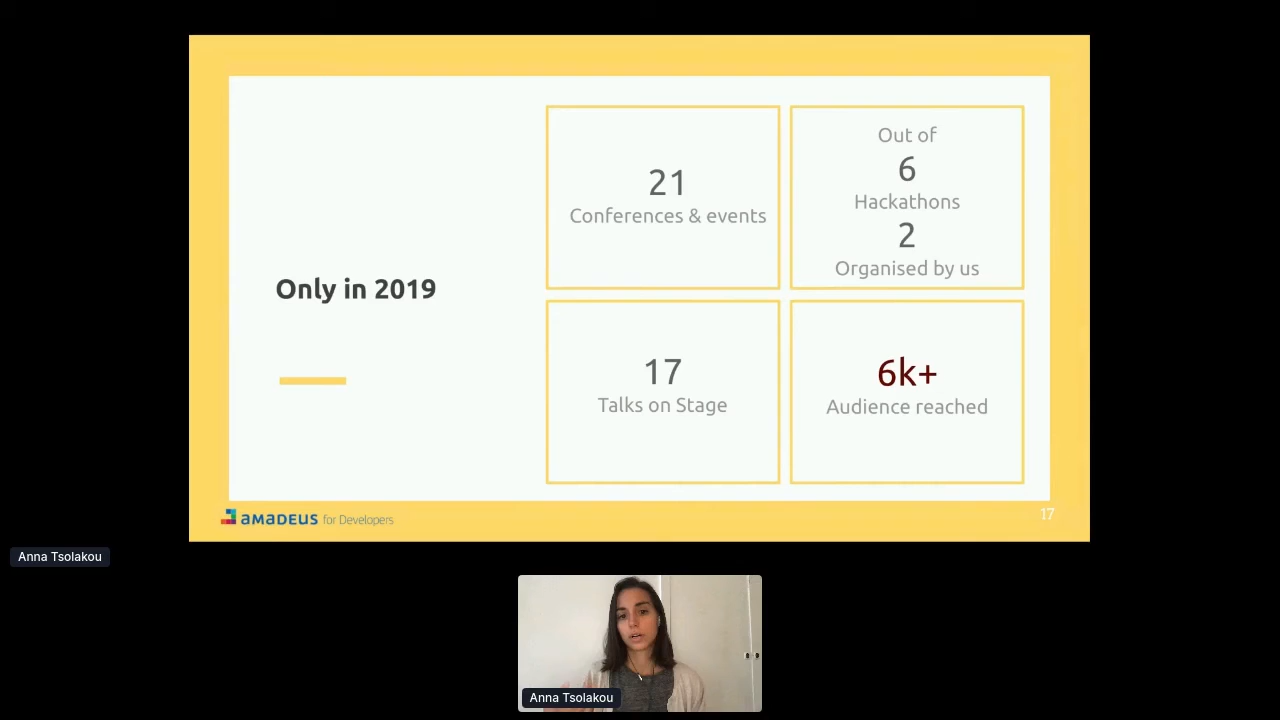 Only in 2019
21
Conferences & events
Out of
6
Hackathons
2
Organised by us
17
Talks on Stage
6k+
Audience reached
amadeus for Developers
17
Anna Tsolakou
Anna Tsolakou